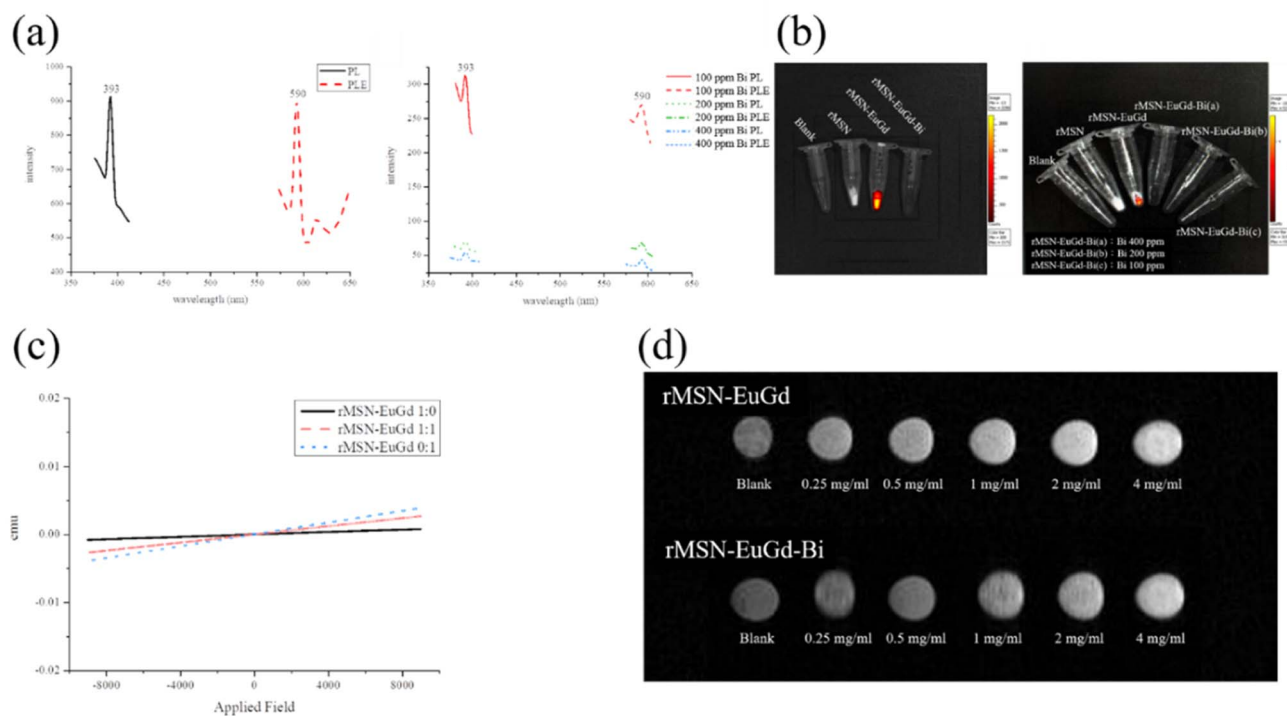 (a)
1000
900
800
700
600
500
400
intensity
350
400
450
500
550
600
650
wavelength (nm)
393
590
PL
PLE
350
300
250
200
150
100
50
intensity
350
400
450
500
550
600
650
wavelength (nm)
393
590
100 ppm Bi PL
100 ppm Bi PLE
200 ppm Bi PL
200 ppm Bi PLE
400 ppm Bi PL
400 ppm Bi PLE
(b)
Blank
rMSN
rMSN-EuGd
rMSN-EuGd-Bi
Image
Blank
rMSN
rMSN-EuGd
rMSN-EuGd-Bi(a)
rMSN-EuGd-Bi(b)
rMSN-EuGd-Bi(c)
rMSN-EuGd-Bi(a)：Bi 400 ppm
rMSN-EuGd-Bi(b)：Bi 200 ppm
rMSN-EuGd-Bi(c)：Bi 100 ppm
(c)
0.02
0.01
0.00
-0.01
-0.02
emu
-8000
-4000
0
4000
8000
Applied Field
rMSN-EuGd 1:0
rMSN-EuGd 1:1
rMSN-EuGd 0:1
(d)
rMSN-EuGd
Blank 0.25 mg/ml 0.5 mg/ml 1 mg/ml 2 mg/ml 4 mg/ml
rMSN-EuGd-Bi
Blank 0.25 mg/ml 0.5 mg/ml 1 mg/ml 2 mg/ml 4 mg/ml